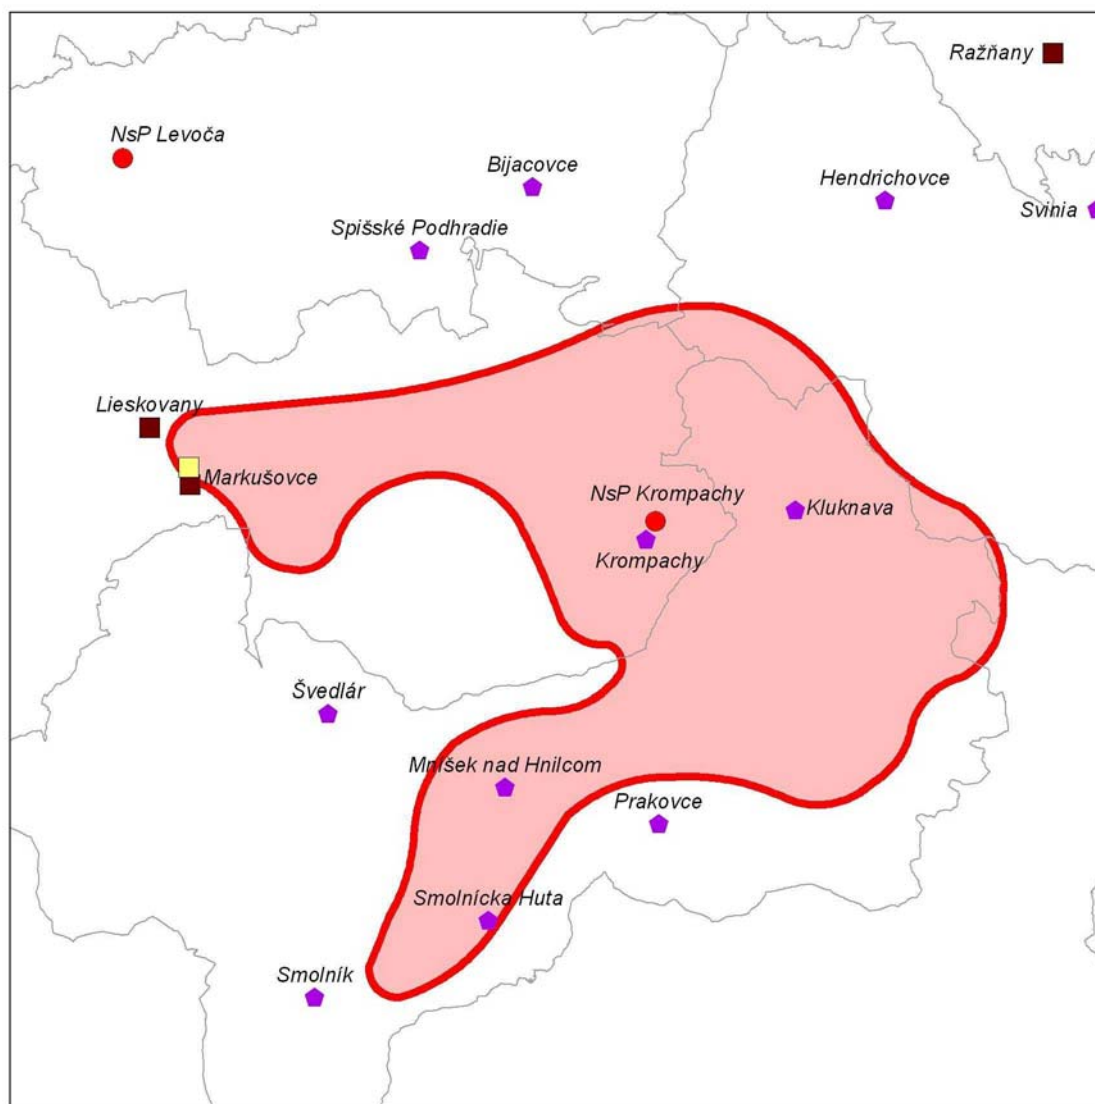 Ražňany
NsP Levoča
Bijacovce
Hendrichovce
Svinia
Spišské Podhradie
Lieskovany
Markušovce
NsP Krompachy
Kluknava
Krompachy
Švedlár
Mníšek nad Hnilcom
Prakovce
Smolnícka Huta
Smolník